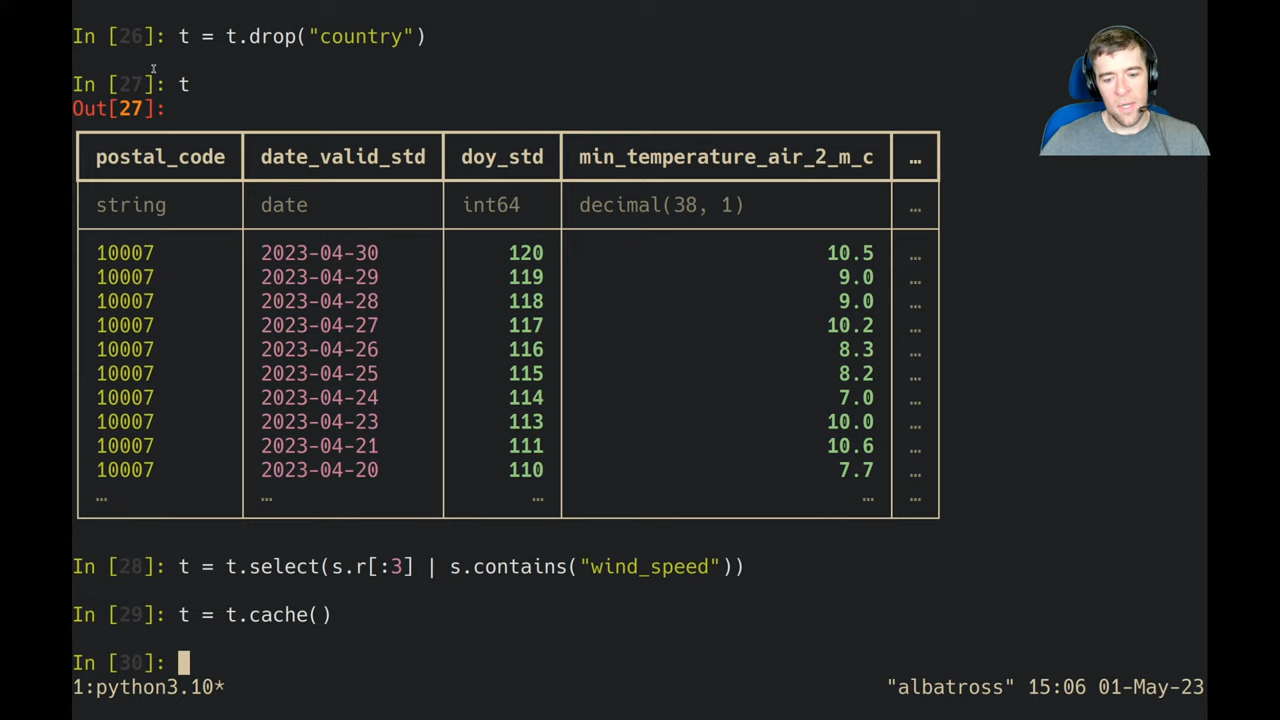 In [26]: t = t.drop("country")
In [27]: t
Out[27]:
postal_code date_valid_std doy_std min_temperature_air_2_m_c …
string date int64 decimal(38, 1) …
10007 2023-04-30 120 10.5 …
10007 2023-04-29 119 9.0 …
10007 2023-04-28 118 9.0 …
10007 2023-04-27 117 10.2 …
10007 2023-04-26 116 8.3 …
10007 2023-04-25 115 8.2 …
10007 2023-04-24 114 7.0 …
10007 2023-04-23 113 10.0 …
10007 2023-04-21 111 10.6 …
10007 2023-04-20 110 7.7 …
… … … … …
In [28]: t = t.select(s.r[:3] | s.contains("wind_speed"))
In [29]: t = t.cache()
In [30]:
1:python3.10* "albatross" 15:06 01-May-23